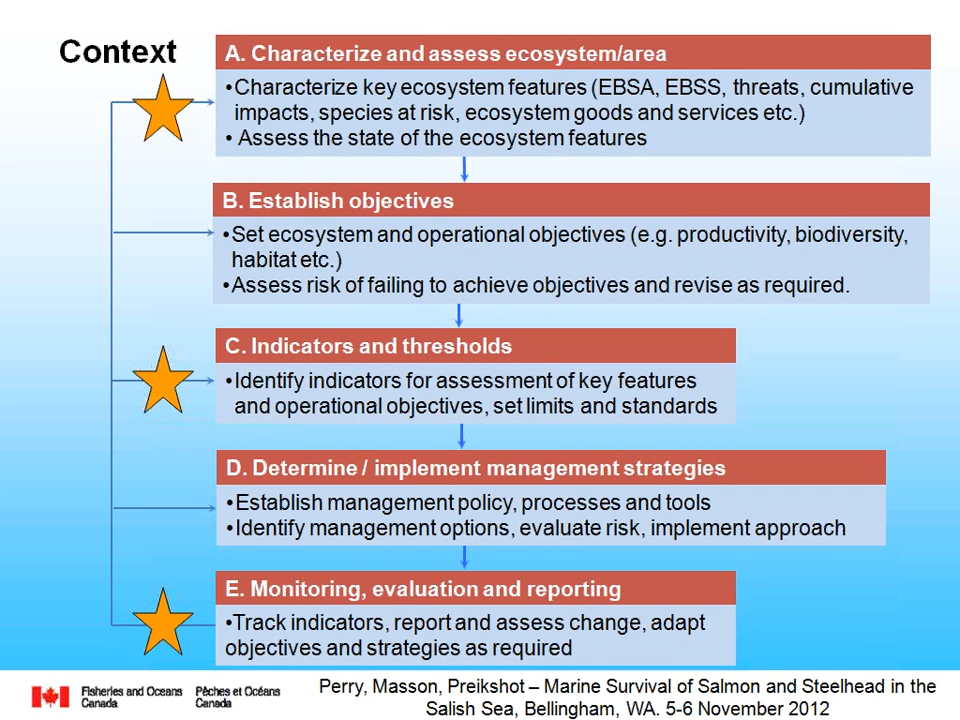 Context
A. Characterize and assess ecosystem/area
•Characterize key ecosystem features (EBSA, EBSS, threats, cumulative
impacts, species at risk, ecosystem goods and services etc.)
• Assess the state of the ecosystem features
B. Establish objectives
•Set ecosystem and operational objectives (e.g. productivity, biodiversity,
habitat etc.)
•Assess risk of failing to achieve objectives and revise as required.
C. Indicators and thresholds
•Identify indicators for assessment of key features
and operational objectives, set limits and standards
D. Determine / implement management strategies
•Establish management policy, processes and tools
•Identify management options, evaluate risk, implement approach
E. Monitoring, evaluation and reporting
•Track indicators, report and assess change, adapt
objectives and strategies as required
Fisheries and Oceans
Canada
Pêches et Océans
Canada
Perry, Masson, Preikshot – Marine Survival of Salmon and Steelhead in the
Salish Sea, Bellingham, WA. 5-6 November 2012